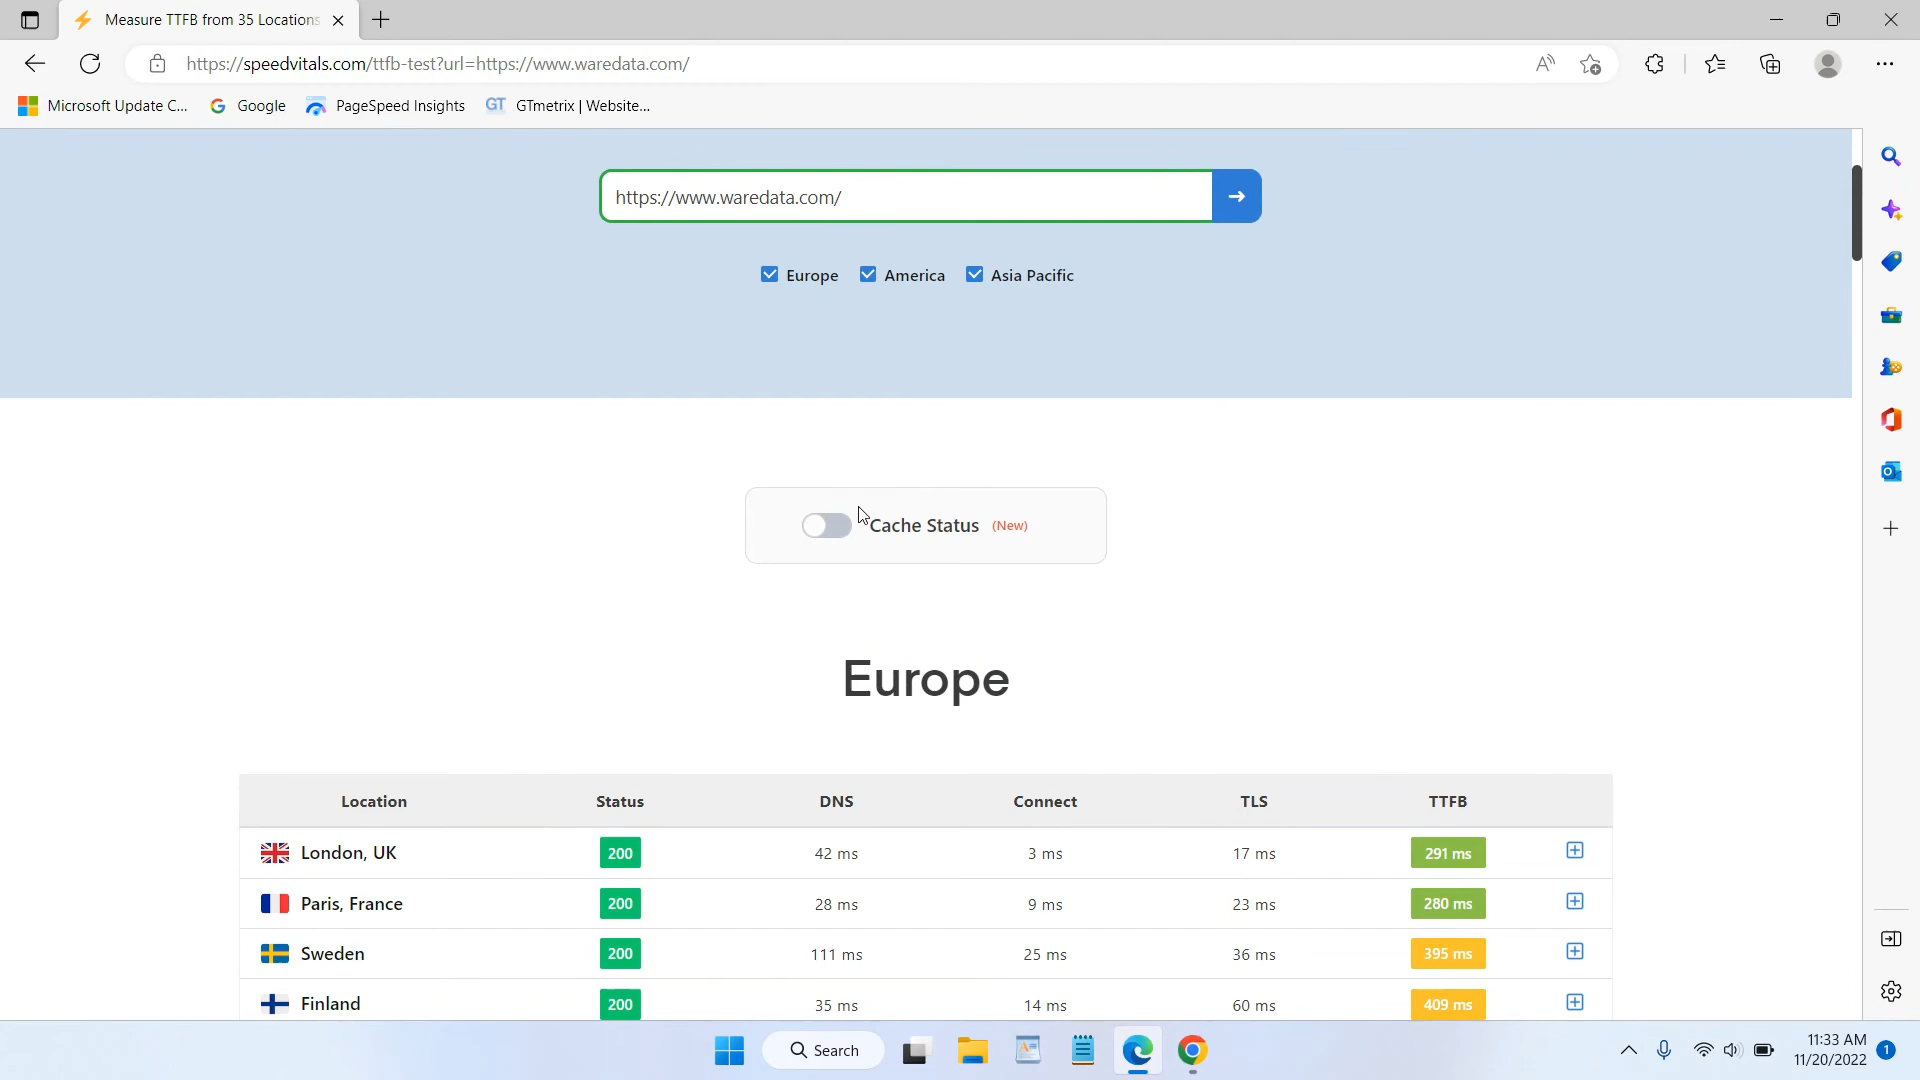 Measure TTFB from 35 Locations
https://speedvitals.com/ttfb-test?url=https://www.waredata.com/
Microsoft Update C... Google PageSpeed Insights GT GTmetrix | Website...
https://www.waredata.com/
Europe America Asia Pacific
Cache Status (New)
Europe
Location Status DNS Connect TLS TTFB
London, UK 200 42 ms 3 ms 17 ms 291 ms
Paris, France 200 28 ms 9 ms 23 ms 280 ms
Sweden 200 111 ms 25 ms 36 ms 395 ms
Finland 200 35 ms 14 ms 60 ms 409 ms
Search
11:33 AM
11/20/2022 1